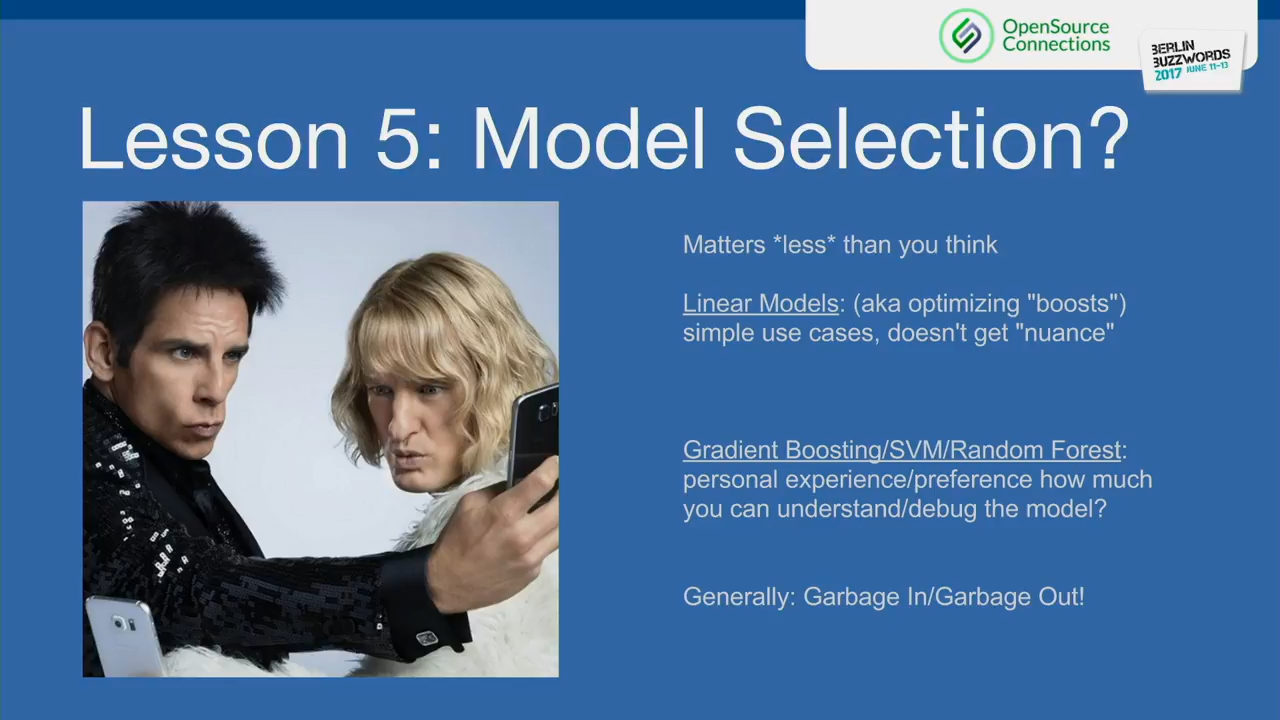 OpenSource
Connections
BERLIN
BUZZWORDS
2017 JUNE 11-13
Lesson 5: Model Selection?
Matters *less* than you think
Linear Models: (aka optimizing "boosts")
simple use cases, doesn't get "nuance"
Gradient Boosting/SVM/Random Forest:
personal experience/preference how much
you can understand/debug the model?
Generally: Garbage In/Garbage Out!